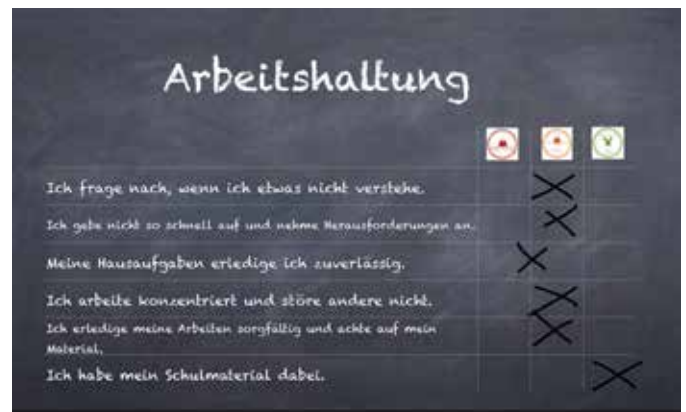 Arbeitshaltung
Ich frage nach, wenn ich etwas nicht verstehe.
Ich gebe nicht so schnell auf und nehme Herausforderungen an.
Meine Hausaufgaben erledige ich zuverlässig.
Ich arbeite konzentriert und störe andere nicht.
Ich erledige meine Arbeiten sorgfältig und achte auf mein
Material.
Ich habe mein Schulmaterial dabei.